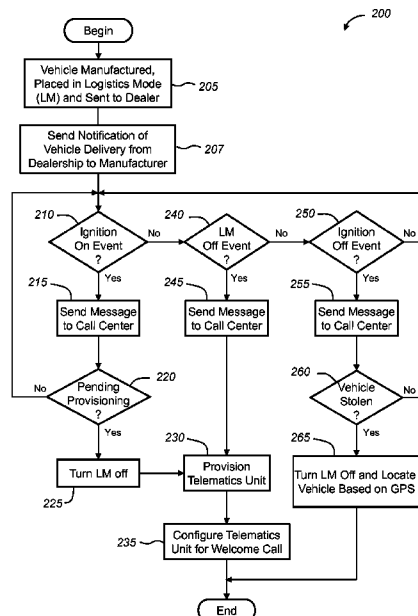 200
Begin
Vehicle Manufactured,
Placed in Logistics Mode
(LM) and Sent to Dealer
205
Send Notification of
Vehicle Delivery from
Dealership to Manufacturer
207
210
Ignition
On Event
?
No
Yes
240
LM
Off Event
?
No
Yes
250
Ignition
Off Event
?
No
Yes
215
Send Message
to Call Center
245
Send Message
to Call Center
255
Send Message
to Call Center
220
Pending
Provisioning
?
No
Yes
260
Vehicle
Stolen
?
No
Yes
Turn LM off
225
230
Provision
Telematics Unit
265
Turn LM Off and Locate
Vehicle Based on GPS
235
Configure Telematics
Unit for Welcome Call
End